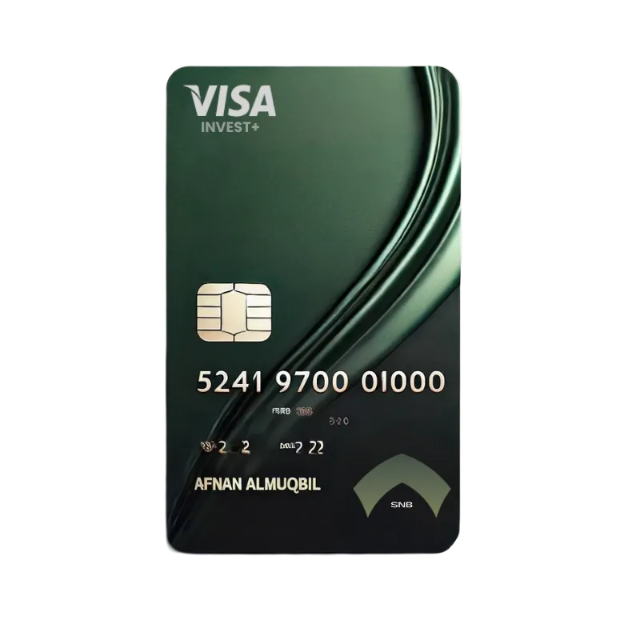 VISA
INVEST+
5241 9700 01000
AFNAN ALMUQBIL
SNB